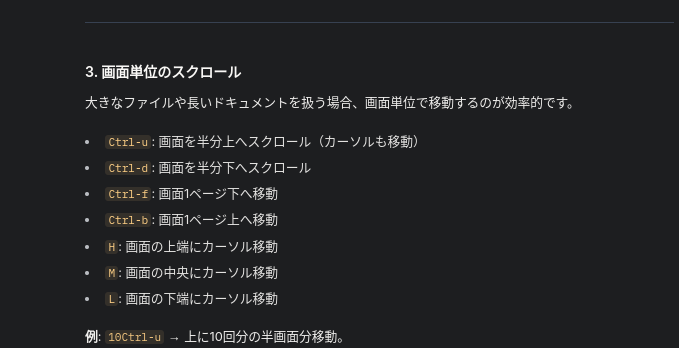 3. 画面単位のスクロール
大きなファイルや長いドキュメントを扱う場合、画面単位で移動するのが効率的です。
• Ctrl-u: 画面を半分上へスクロール（カーソルも移動）
• Ctrl-d: 画面を半分下へスクロール
• Ctrl-f: 画面1ページ下へ移動
• Ctrl-b: 画面1ページ上へ移動
• H: 画面の上端にカーソル移動
• M: 画面の中央にカーソル移動
• L: 画面の下端にカーソル移動
例: 10Ctrl-u → 上に10回分の半画面分移動。